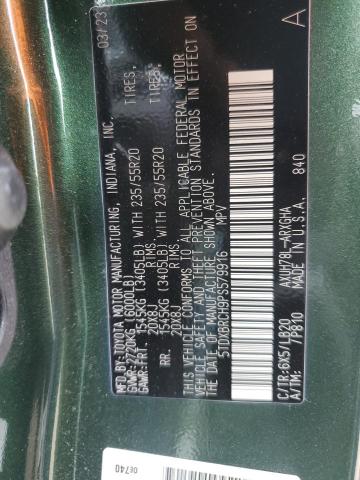 MFD.BY:TOYOTA MOTOR MANUFACTURING, INDIANA, INC. 03/23
GVWR:2720KG (6000LB)
GAWR:FRT. 1545KG (3405LB) WITH 235/55R20 TIRES,
20X8J RIMS,
RR. 1545KG (3405LB) WITH 235/55R20 TIRES,
20X8J RIMS,
THIS VEHICLE CONFORMS TO ALL APPLICABLE FEDERAL MOTOR
VEHICLE SAFETY AND THEFT PREVENTION STANDARDS IN EFFECT ON
THE DATE OF MANUFACTURE SHOWN ABOVE.
5TDXBRCH9PS579916 MPV
A
C/TR:6X5/LB20 AXUH78L-ARXGHA
A/TM: /P810 MADE IN U.S.A. 840
0E740